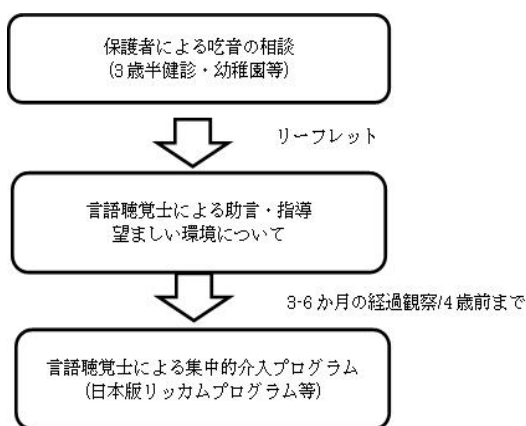 保護者による吃音の相談
(3歳半健診・幼稚園等)
リーフレット
言語聴覚士による助言・指導
望ましい環境について
3-6か月の経過観察/4歳前まで
言語聴覚士による集中的介入プログラム
(日本版リッカムプログラム等)